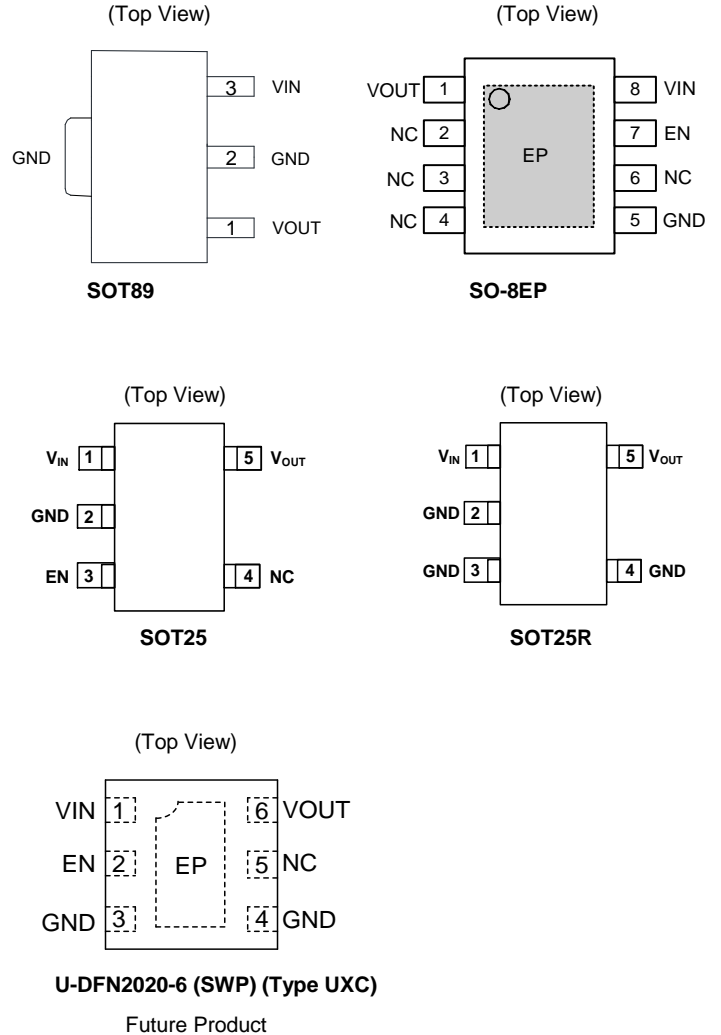 (Top View)
3 VIN
GND
2 GND
1 VOUT
SOT89
(Top View)
VOUT 1 8 VIN
NC 2 7 EN
EP
NC 3 6 NC
NC 4 5 GND
SO-8EP
(Top View)
VIN 1 5 VOUT
GND 2
EN 3 4 NC
SOT25
(Top View)
VIN 1 5 VOUT
GND 2
GND 3 4 GND
SOT25R
(Top View)
VIN 1 6 VOUT
EN 2 EP 5 NC
GND 3 4 GND
U-DFN2020-6 (SWP) (Type UXC)
Future Product